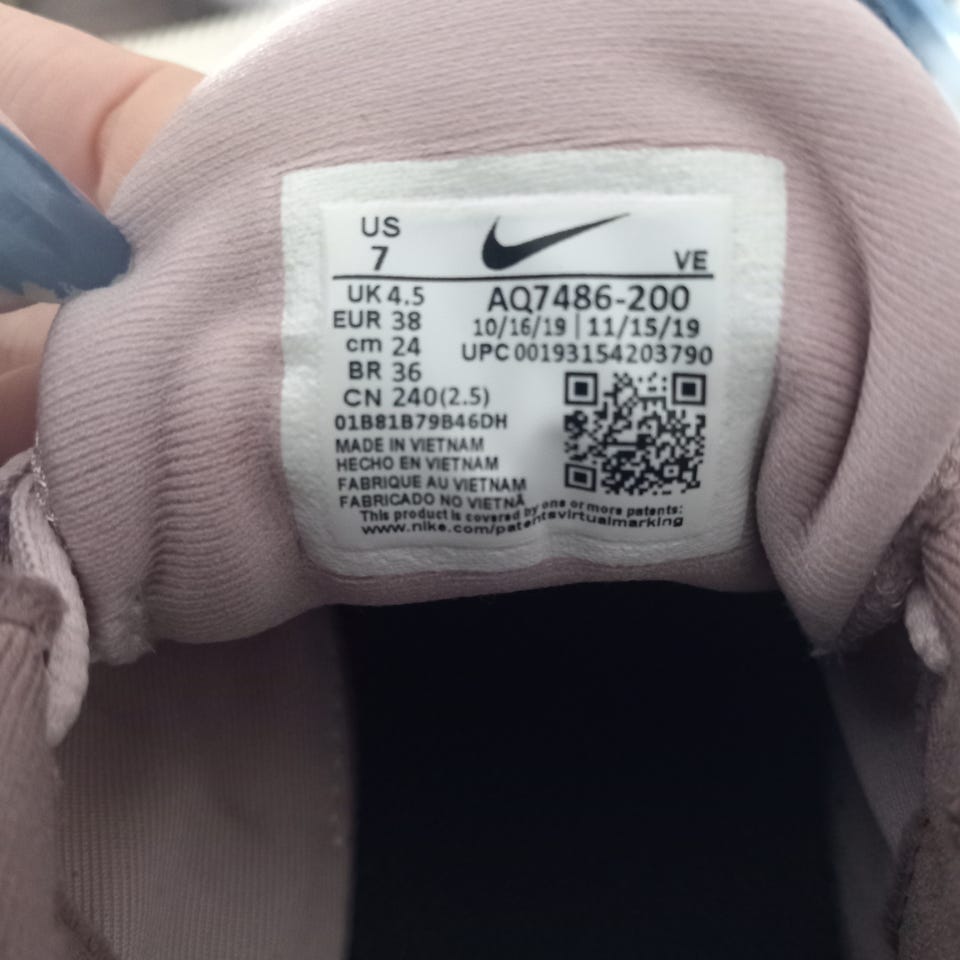 US
7
VE
UK 4.5
EUR 38
cm 24
BR 36
CN 240(2.5)
AQ7486-200
10/16/19 | 11/15/19
UPC 00193154203790
01B81B79B46DH
MADE IN VIETNAM
HECHO EN VIETNAM
FABRIQUE AU VIETNAM
FABRICADO NO VIETNÃ
This product is covered by one or more patents:
www.nike.com/patentsvirtualmarking